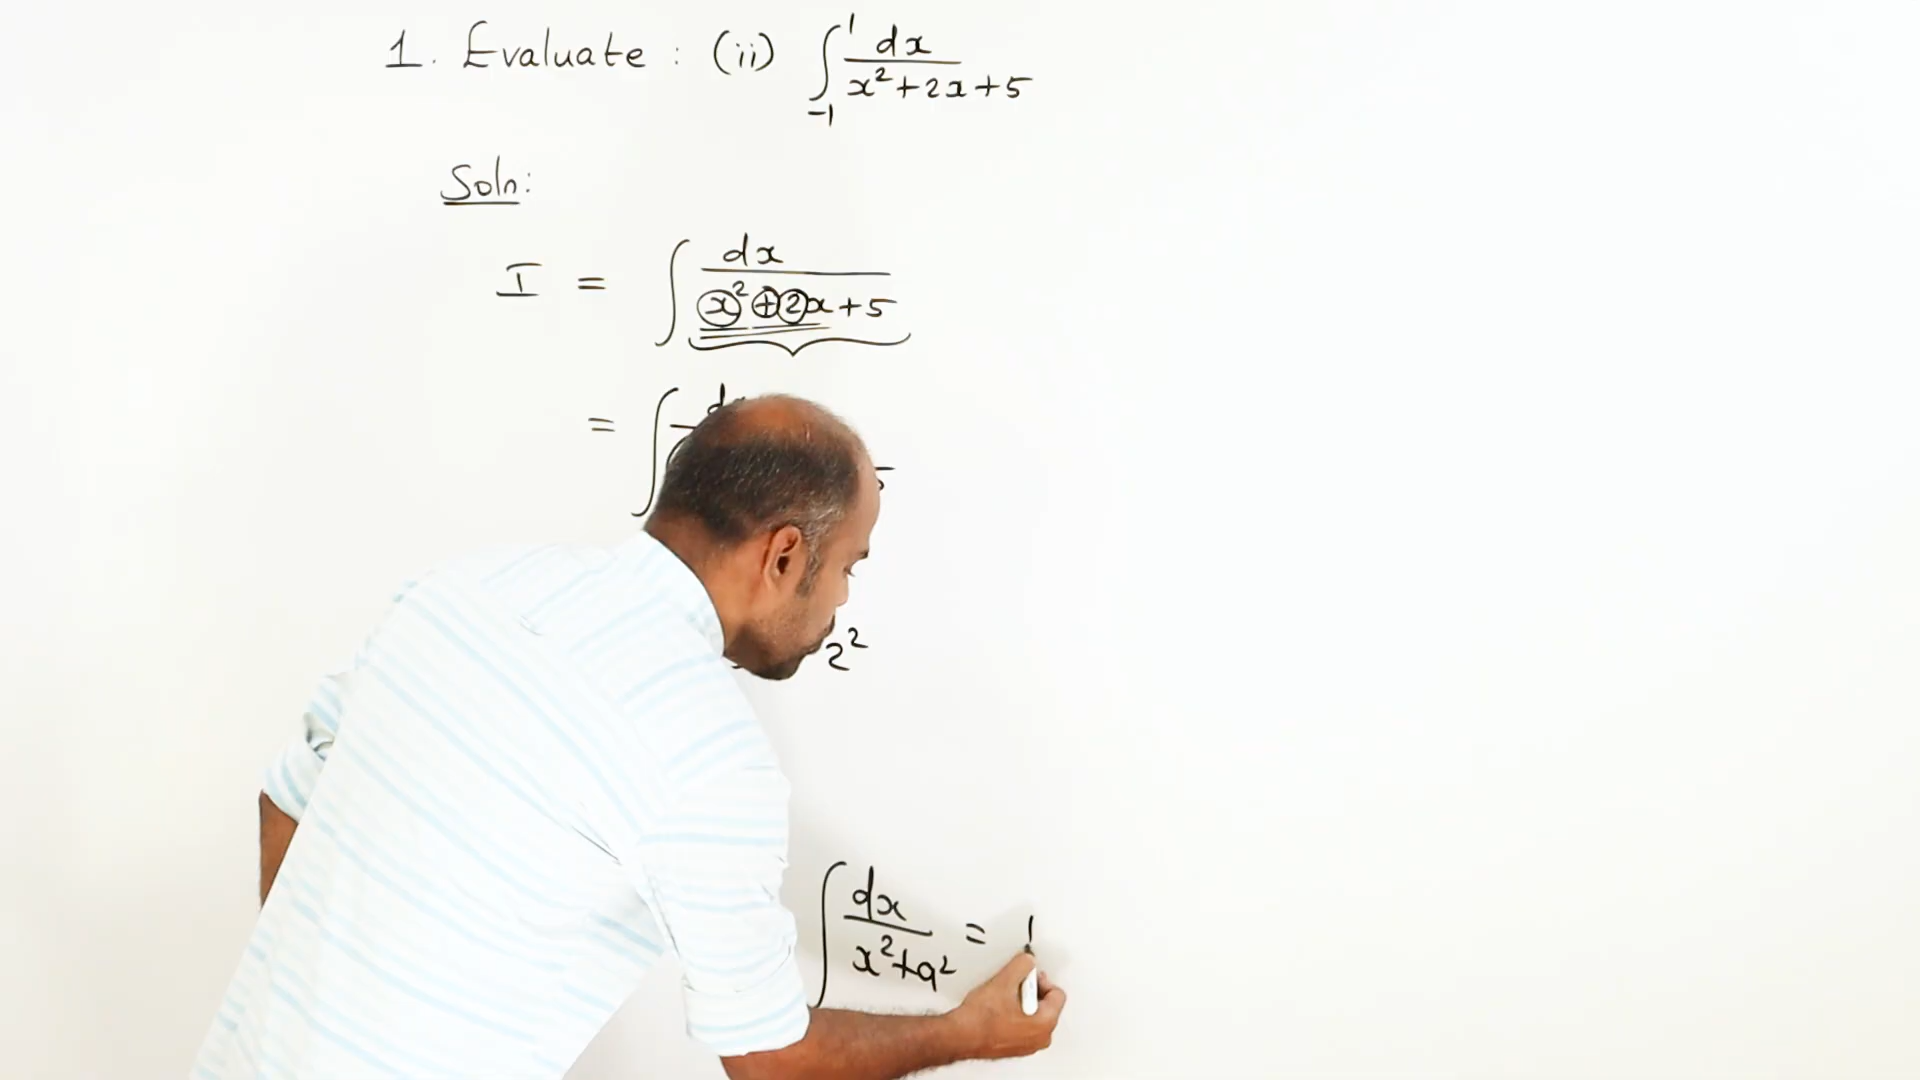 1. Evaluate : (ii) ∫₋₁¹ dx / x²+2x+5
Soln:
I = ∫ dx / x²+2x+5
= ∫
2²
∫ dx / x²+a² = 1